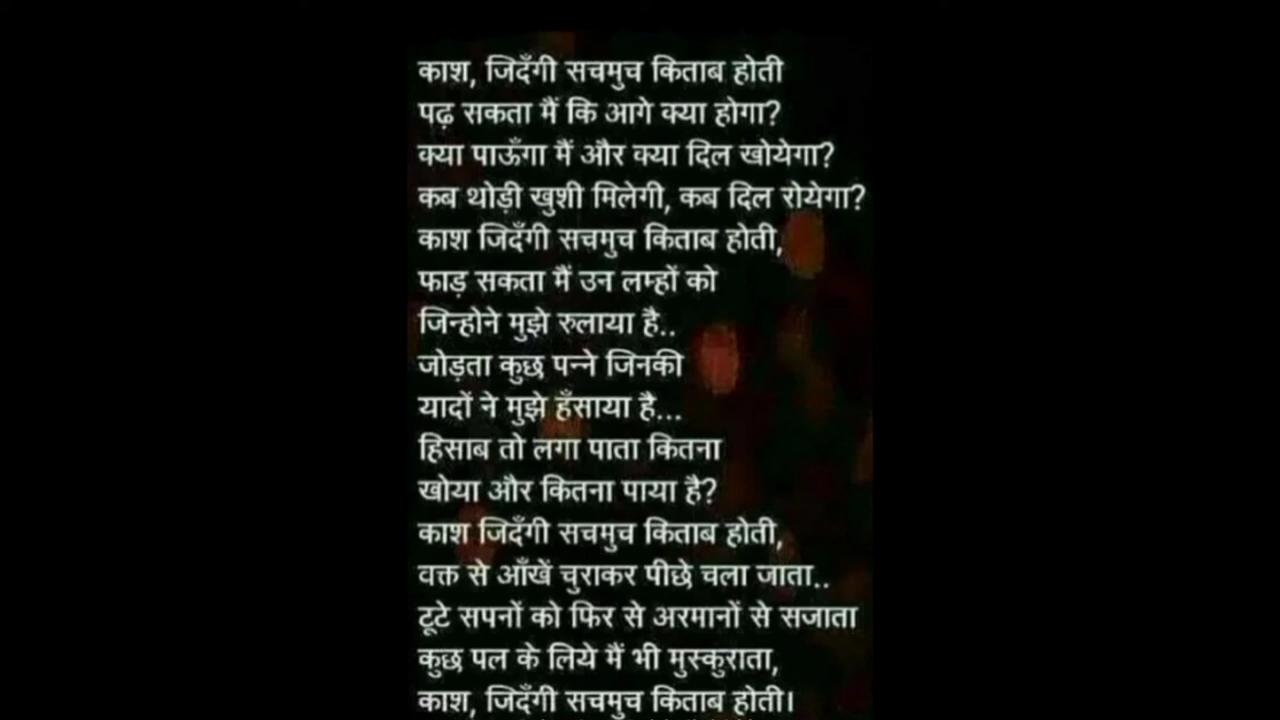 काश, जिदँगी सचमुच किताब होती
पढ़ सकता मैं कि आगे क्या होगा?
क्या पाऊँगा मैं और क्या दिल खोयेगा?
कब थोड़ी खुशी मिलेगी, कब दिल रोयेगा?
काश जिदँगी सचमुच किताब होती,
फाड़ सकता मैं उन लम्हों को
जिन्होने मुझे रुलाया है..
जोड़ता कुछ पन्ने जिनकी
यादों ने मुझे हँसाया है...
हिसाब तो लगा पाता कितना
खोया और कितना पाया है?
काश जिदँगी सचमुच किताब होती,
वक्त से आँखें चुराकर पीछे चला जाता..
टूटे सपनों को फिर से अरमानों से सजाता
कुछ पल के लिये मैं भी मुस्कुराता,
काश, जिदँगी सचमुच किताब होती।